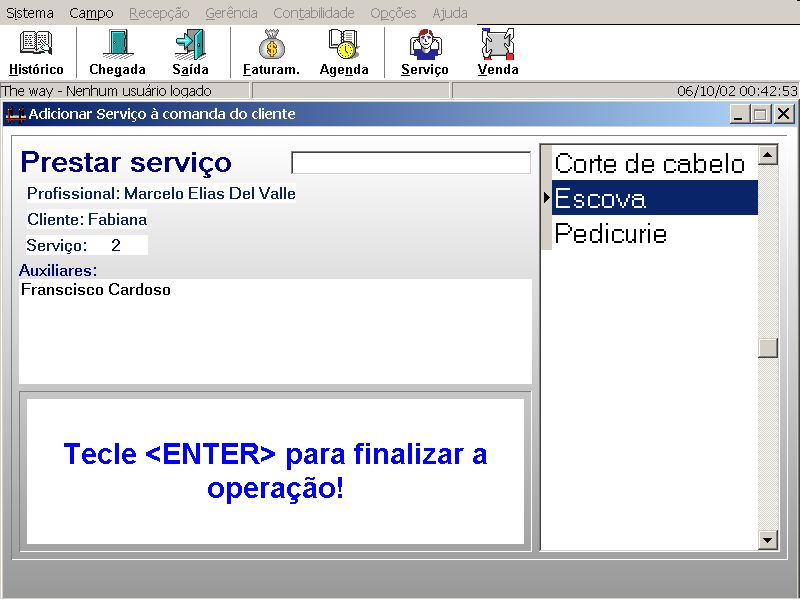 Sistema Campo Recepção Gerência Contabilidade Opções Ajuda
Histórico Chegada Saída Faturam. Agenda Serviço Venda
The way - Nenhum usuário logado 06/10/02 00:42:53
Adicionar Serviço à comanda do cliente
Prestar serviço
Profissional: Marcelo Elias Del Valle
Cliente: Fabiana
Serviço: 2
Auxiliares:
Franscisco Cardoso
Tecle <ENTER> para finalizar a
operação!
Corte de cabelo
Escova
Pedicurie